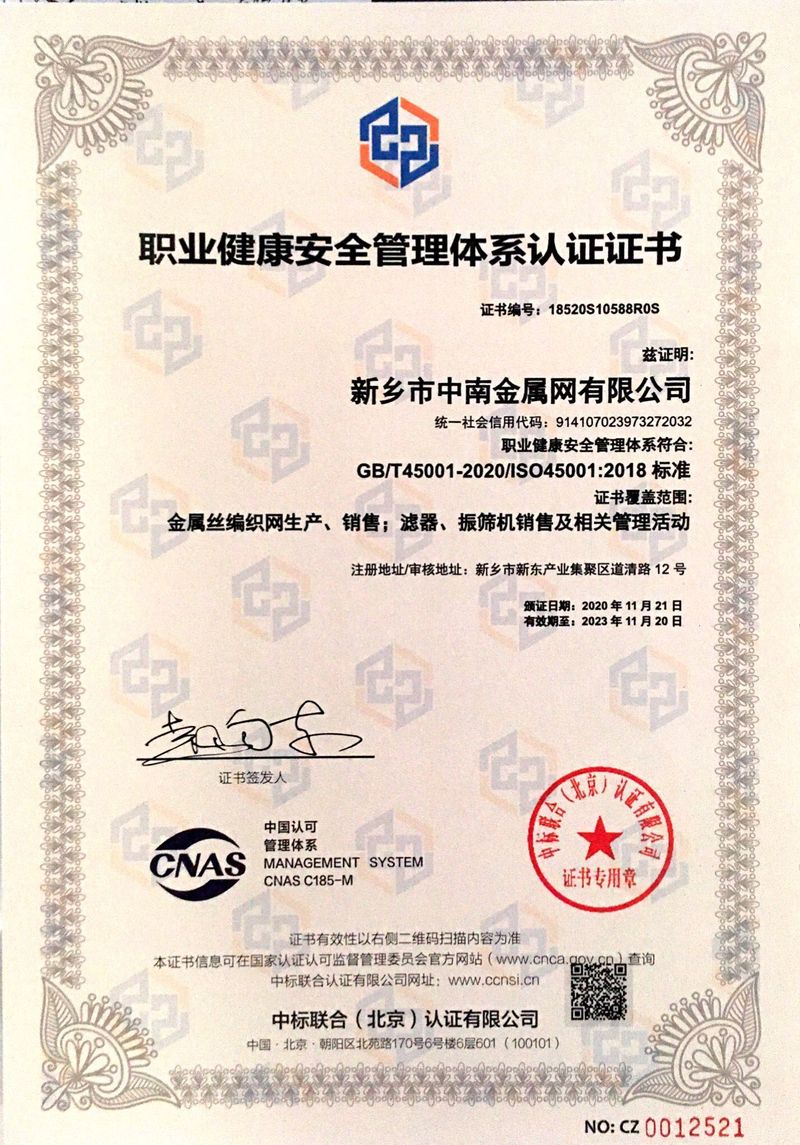 职业健康安全管理体系认证证书
证书编号：18520S10588R0S
兹证明：
新乡市中南金属网有限公司
统一社会信用代码：914107023973272032
职业健康安全管理体系符合：
GB/T45001-2020/ISO45001:2018 标准
证书覆盖范围：
金属丝编织网生产、销售；滤器、振筛机销售及相关管理活动
注册地址/审核地址：新乡市新东产业集聚区道清路 12 号
颁证日期：2020 年 11 月 21 日
有效期至：2023 年 11 月 20 日
证书签发人
中标联合（北京）认证有限公司
证书专用章
CNAS
中国认可
管理体系
MANAGEMENT SYSTEM
CNAS C185-M
证书有效性以右侧二维码扫描内容为准
本证书信息可在国家认证认可监督管理委员会官方网站（www.cnca.gov.cn）查询
中标联合认证有限公司网址：www.ccnsi.cn
中标联合（北京）认证有限公司
中国·北京·朝阳区北苑路170号6号楼6层601（100101）
NO: CZ 0012521